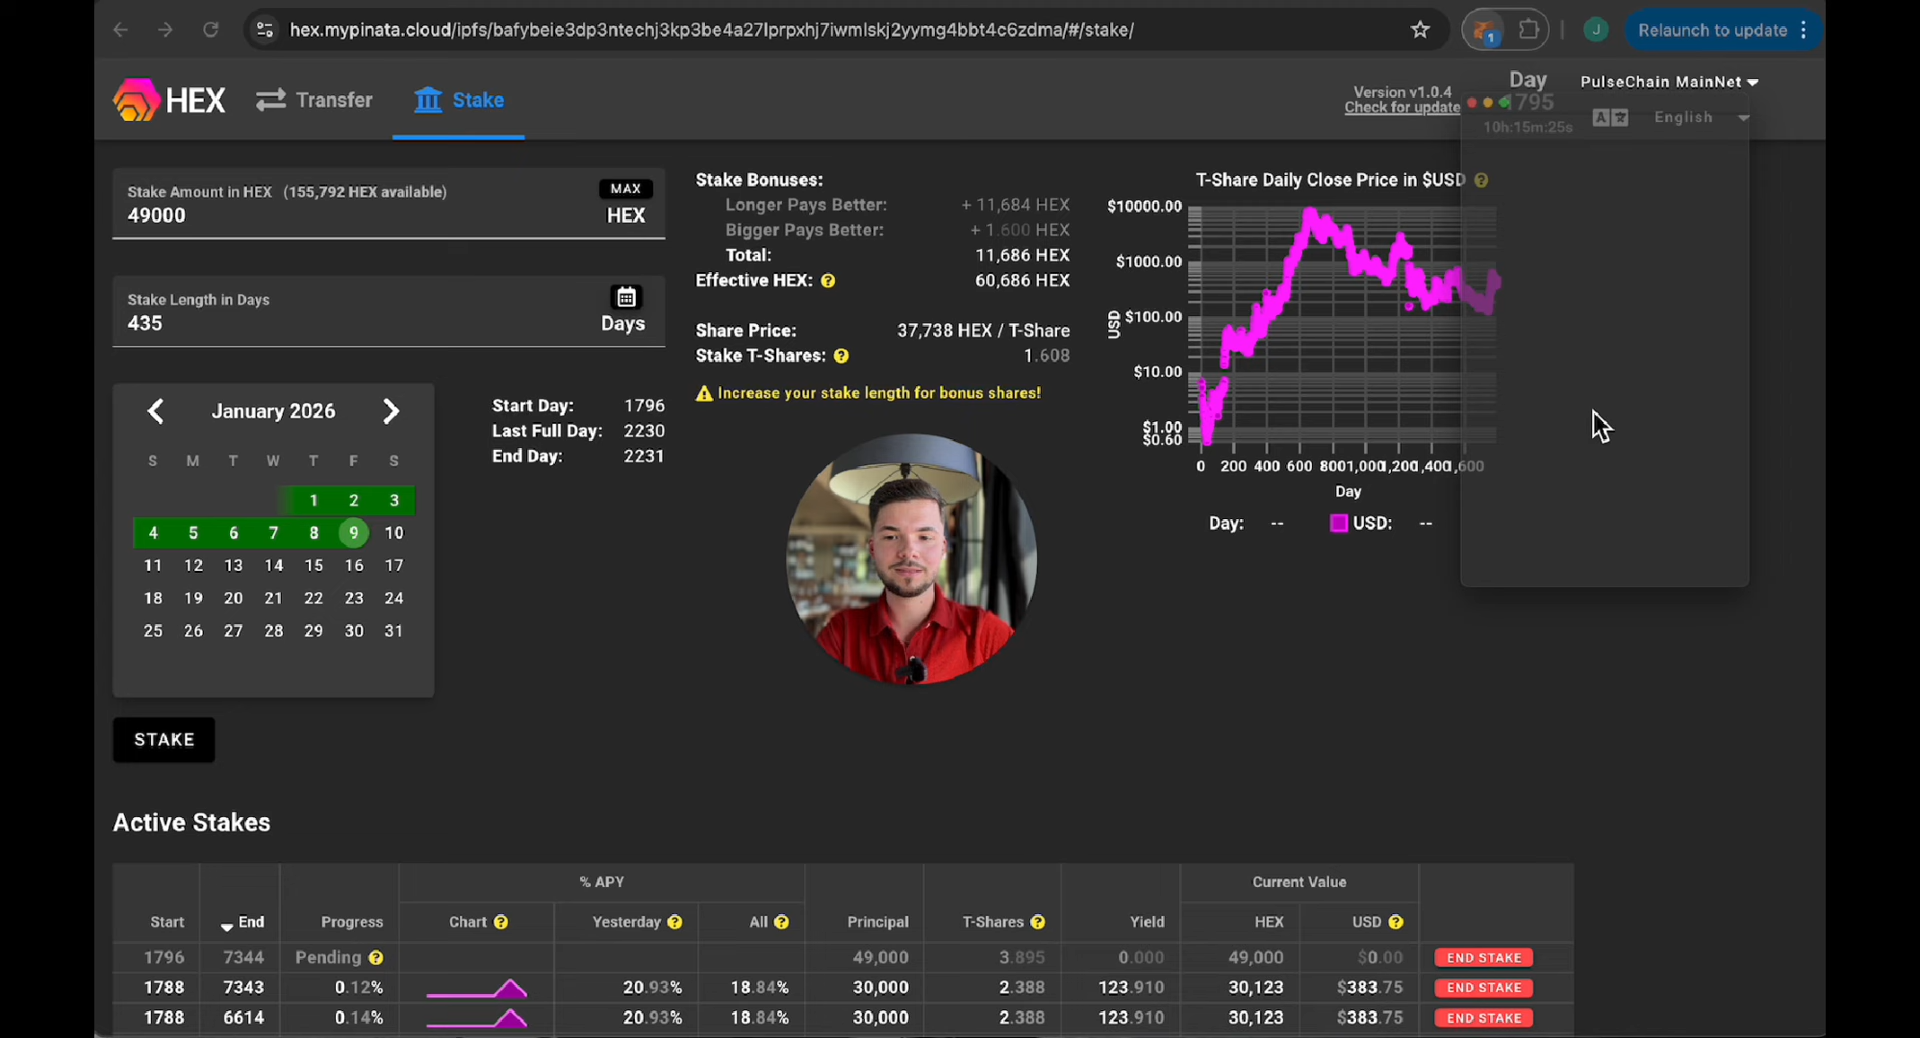 hex.mypinata.cloud/ipfs/bafybeie3dp3ntechj3kp3be4a27lprpxhj7iwmlskj2yymg4bbt4c6zdma/#/stake/
1
J
Relaunch to update
HEX
Transfer
Stake
Version v1.0.4
Check for update
Day
1795
10h:15m:25s
PulseChain MainNet
English
Stake Amount in HEX (155,792 HEX available)
MAX
49000
HEX
Stake Length in Days
435
Days
January 2026
S M T W T F S
1 2 3
4 5 6 7 8 9 10
11 12 13 14 15 16 17
18 19 20 21 22 23 24
25 26 27 28 29 30 31
Start Day: 1796
Last Full Day: 2230
End Day: 2231
STAKE
Stake Bonuses:
Longer Pays Better: + 11,684 HEX
Bigger Pays Better: + 1.600 HEX
Total: 11,686 HEX
Effective HEX: ? 60,686 HEX
Share Price: 37,738 HEX / T-Share
Stake T-Shares: ? 1.608
Increase your stake length for bonus shares!
T-Share Daily Close Price in $USD ?
$10000.00
$1000.00
$100.00
$10.00
$1.00
$0.60
USD
0 200 400 600 800 1,000 1,200 1,400 1,600
Day
Day: -- USD: --
Active Stakes
% APY Current Value
Start End Progress Chart ? Yesterday ? All ? Principal T-Shares ? Yield HEX USD ?
1796 7344 Pending ? 49,000 3.895 0.000 49,000 $0.00 END STAKE
1788 7343 0.12% 20.93% 18.84% 30,000 2.388 123.910 30,123 $383.75 END STAKE
1788 6614 0.14% 20.93% 18.84% 30,000 2.388 123.910 30,123 $383.75 END STAKE